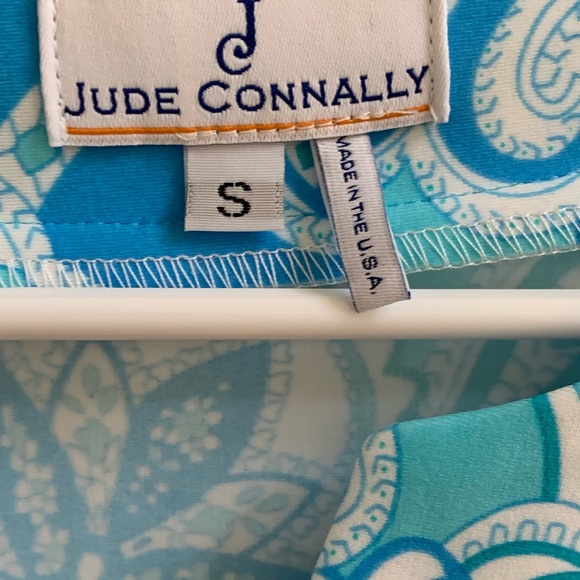 J
JUDE CONNALLY
S
MADE IN THE U.S.A.